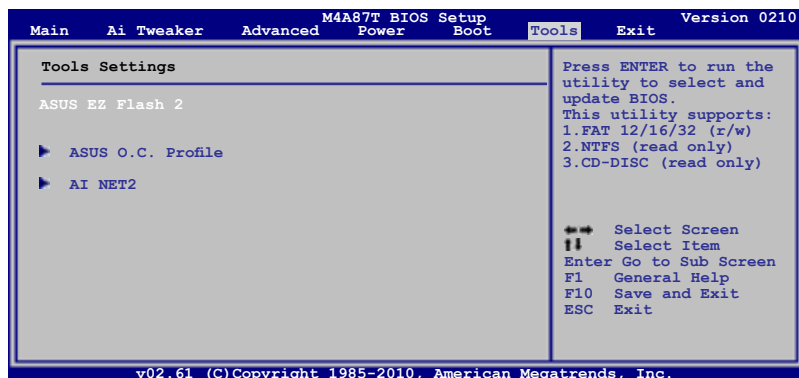 M4A87T BIOS Setup Version 0210
Main Ai Tweaker Advanced Power Boot Tools Exit
Tools Settings
ASUS EZ Flash 2
ASUS O.C. Profile
AI NET2
Press ENTER to run the
utility to select and
update BIOS.
This utility supports:
1.FAT 12/16/32 (r/w)
2.NTFS (read only)
3.CD-DISC (read only)
Select Screen
Select Item
Enter Go to Sub Screen
F1 General Help
F10 Save and Exit
ESC Exit
v02.61 (C)Copyright 1985-2010, American Megatrends, Inc.